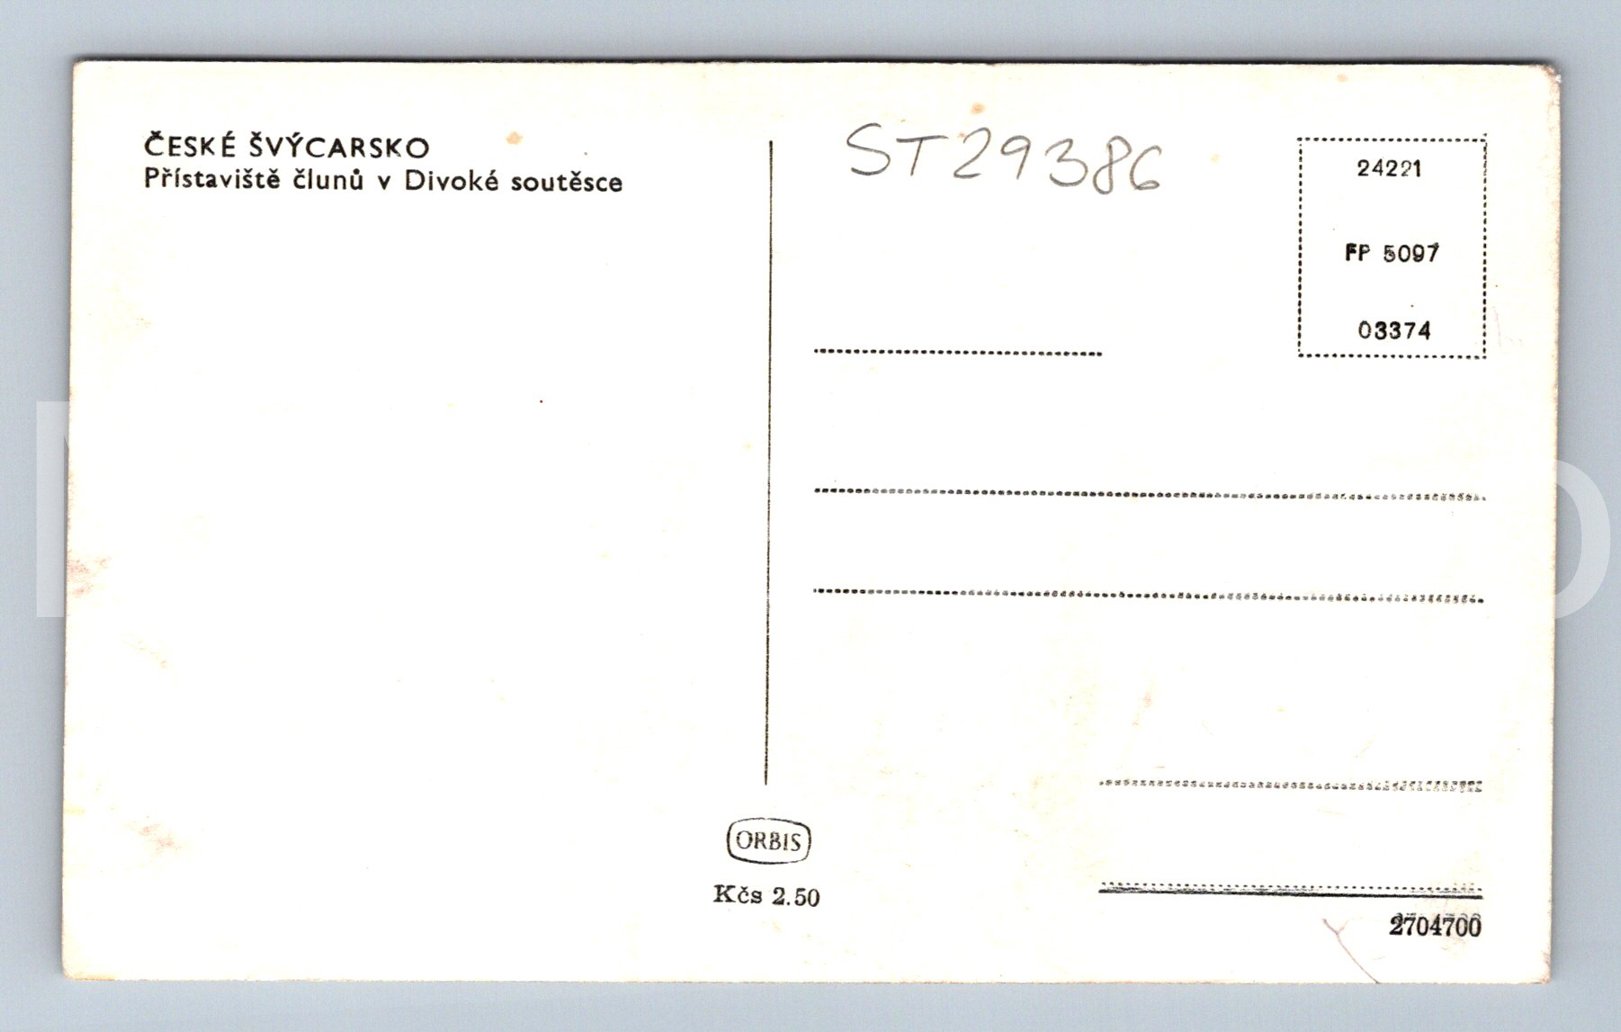 ČESKÉ ŠVÝCARSKO
Přístaviště člunů v Divoké soutěsce
ST29386
24221
FP 5097
03374
ORBIS
Kčs 2.50
2704700